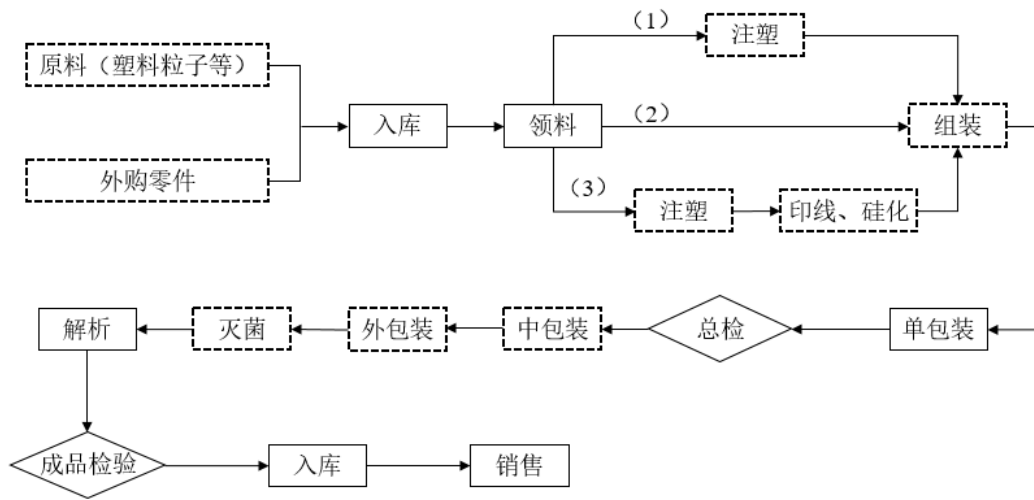 （1）
注塑
原料（塑料粒子等）
入库
领料
（2）
组装
外购零件
（3）
注塑
印线、硅化
解析
灭菌
外包装
中包装
总检
单包装
成品检验
入库
销售